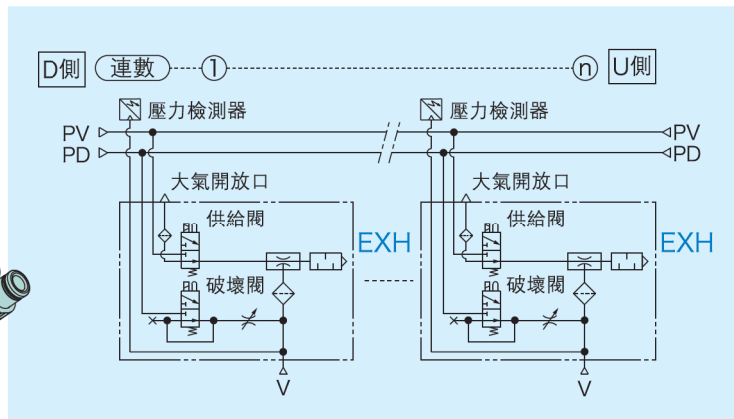 D側 連數 1 n U側
壓力檢測器 壓力檢測器
PV PV
PD PD
大氣開放口 大氣開放口
供給閥 供給閥
EXH EXH
破壞閥 破壞閥
V V